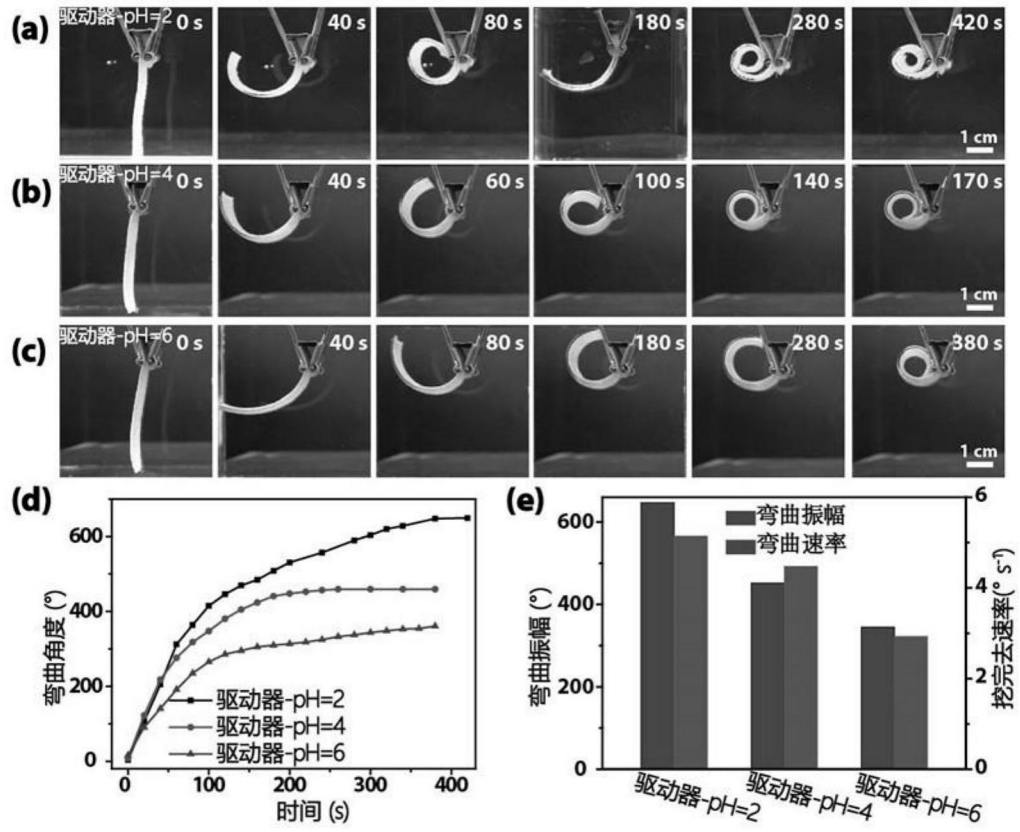 (a) 驱动器-pH=2 0 s 40 s 80 s 180 s 280 s 420 s
1 cm
(b) 驱动器-pH=4 0 s 40 s 60 s 100 s 140 s 170 s
1 cm
(c) 驱动器-pH=6 0 s 40 s 80 s 180 s 280 s 380 s
1 cm
(d)
弯曲角度 (°)
600
400
200
0
驱动器-pH=2
驱动器-pH=4
驱动器-pH=6
0 100 200 300 400
时间 (s)
(e)
弯曲振幅 (°)
600
400
200
0
弯曲振幅
弯曲速率
6
4
2
0
挖完去速率(° s-1)
驱动器-pH=2
驱动器-pH=4
驱动器-pH=6